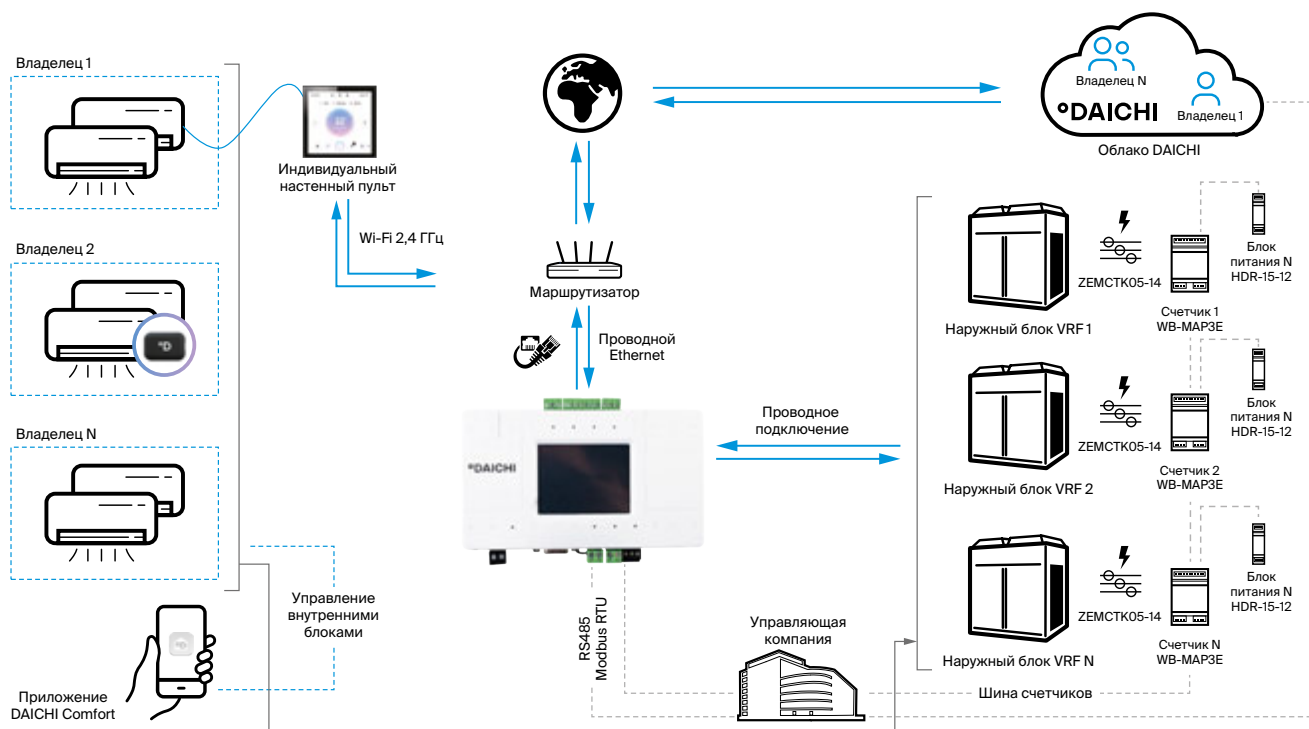 Владелец 1
Индивидуальный
настенный пульт
Wi-Fi 2,4 ГГц
Владелец 2
Владелец N
Управление
внутренними
блоками
Приложение
DAICHI Comfort
Маршрутизатор
Проводной
Ethernet
DAICHI
RS485
Modbus RTU
Проводное
подключение
Управляющая
компания
Шина счетчиков
Владелец N
DAICHI
Владелец 1
Облако DAICHI
Наружный блок VRF 1
ZEMCTK05-14
Счетчик 1
WB-MAP3E
Блок
питания N
HDR-15-12
Наружный блок VRF 2
ZEMCTK05-14
Счетчик 2
WB-MAP3E
Блок
питания N
HDR-15-12
Наружный блок VRF N
ZEMCTK05-14
Счетчик N
WB-MAP3E
Блок
питания N
HDR-15-12